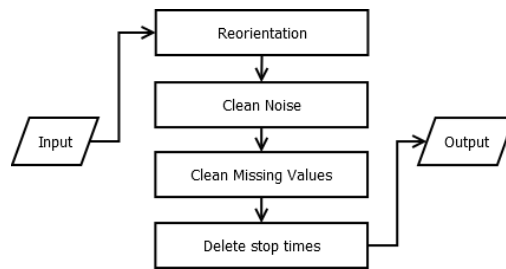 Input
Reorientation
Clean Noise
Clean Missing Values
Delete stop times
Output